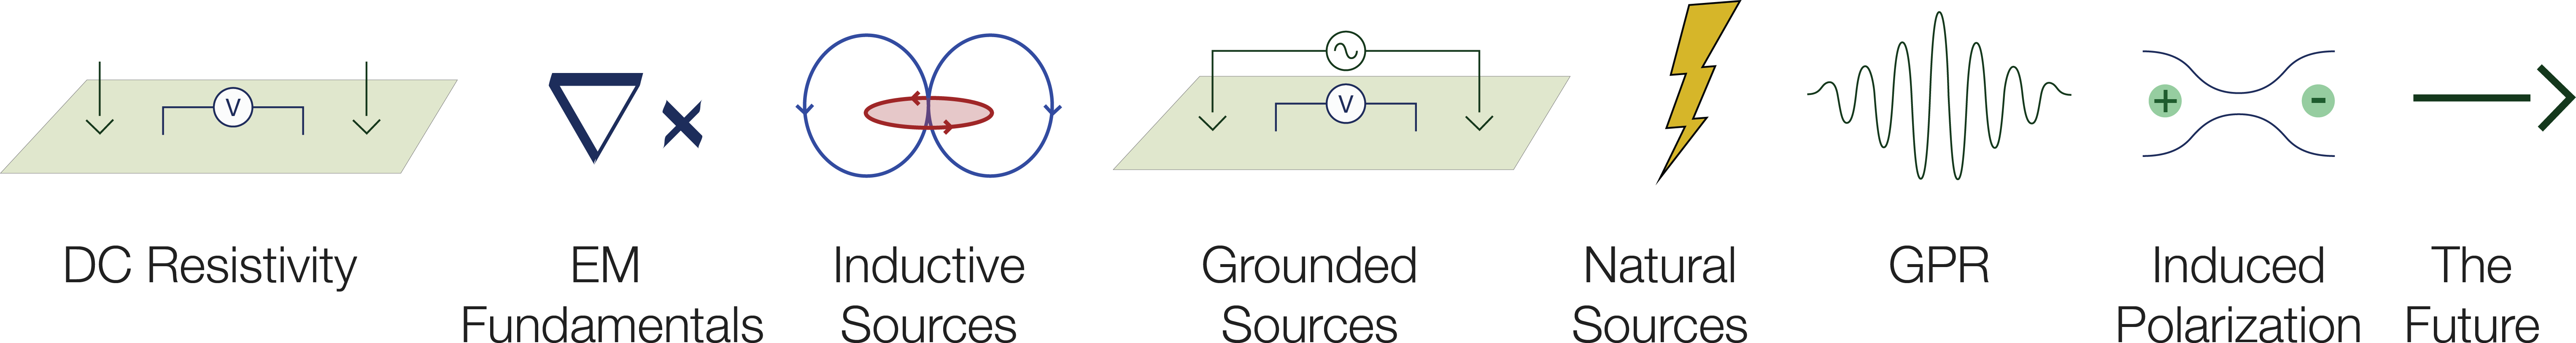 V
V
+
-
DC Resistivity
EM
Fundamentals
Inductive
Sources
Grounded
Sources
Natural
Sources
GPR
Induced
Polarization
The
Future